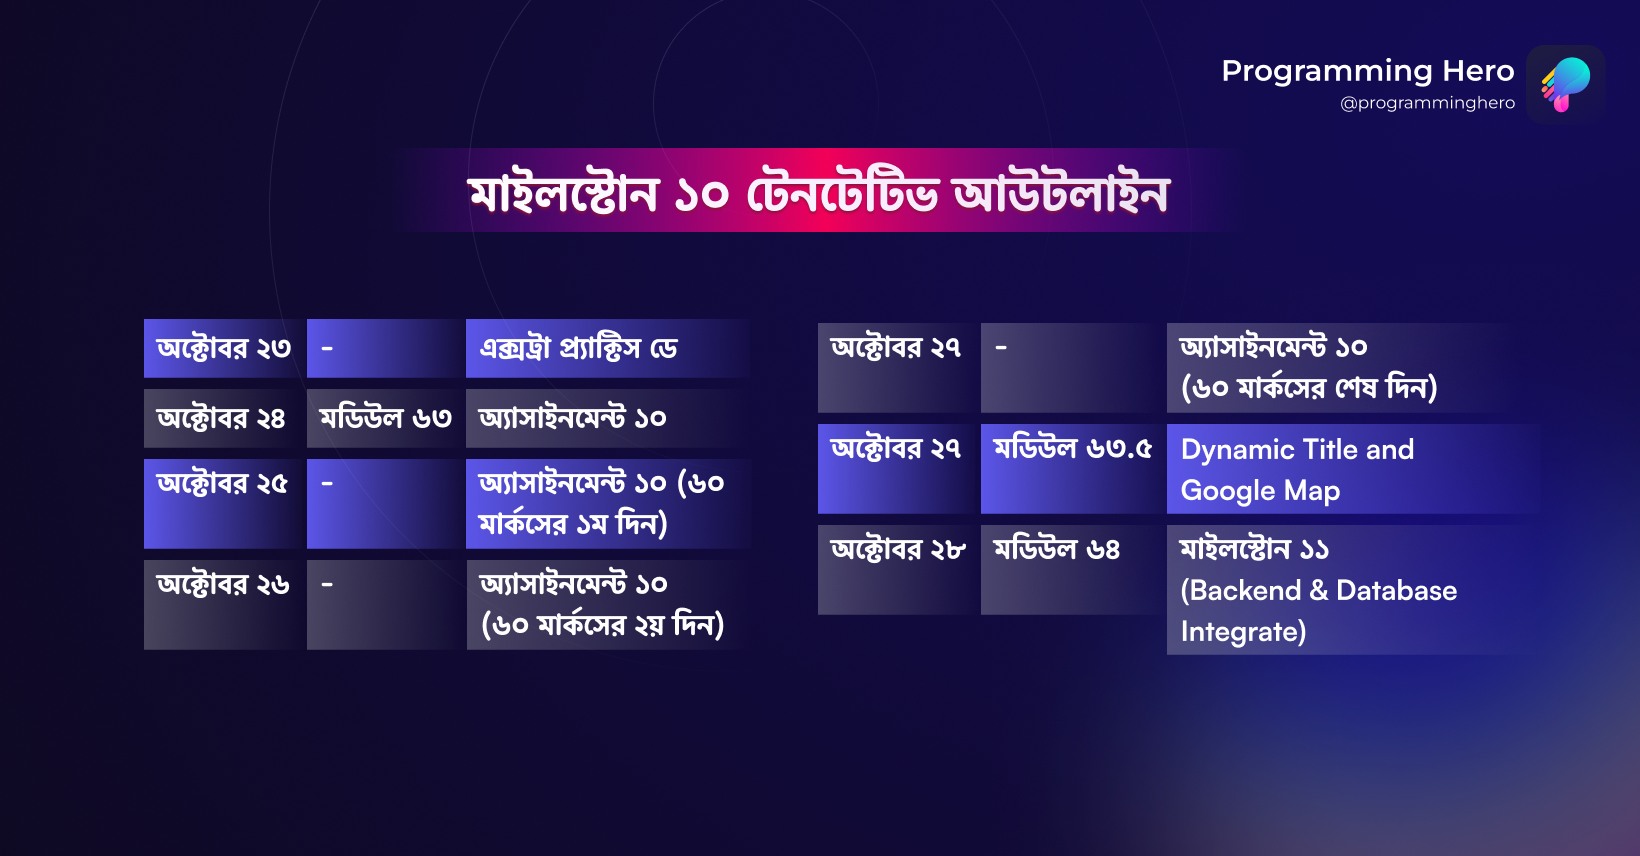 Programming Hero
@programminghero
মাইলস্টোন ১০ টেনটেটিভ আউটলাইন
অক্টোবর ২৩ - এক্সট্রা প্র্যাক্টিস ডে
অক্টোবর ২৪ মডিউল ৬৩ অ্যাসাইনমেন্ট ১০
অক্টোবর ২৫ - অ্যাসাইনমেন্ট ১০ (৬০
মার্কসের ১ম দিন)
অক্টোবর ২৬ - অ্যাসাইনমেন্ট ১০
(৬০ মার্কসের ২য় দিন)
অক্টোবর ২৭ - অ্যাসাইনমেন্ট ১০
(৬০ মার্কসের শেষ দিন)
অক্টোবর ২৭ মডিউল ৬৩.৫ Dynamic Title and
Google Map
অক্টোবর ২৮ মডিউল ৬৪ মাইলস্টোন ১১
(Backend & Database
Integrate)